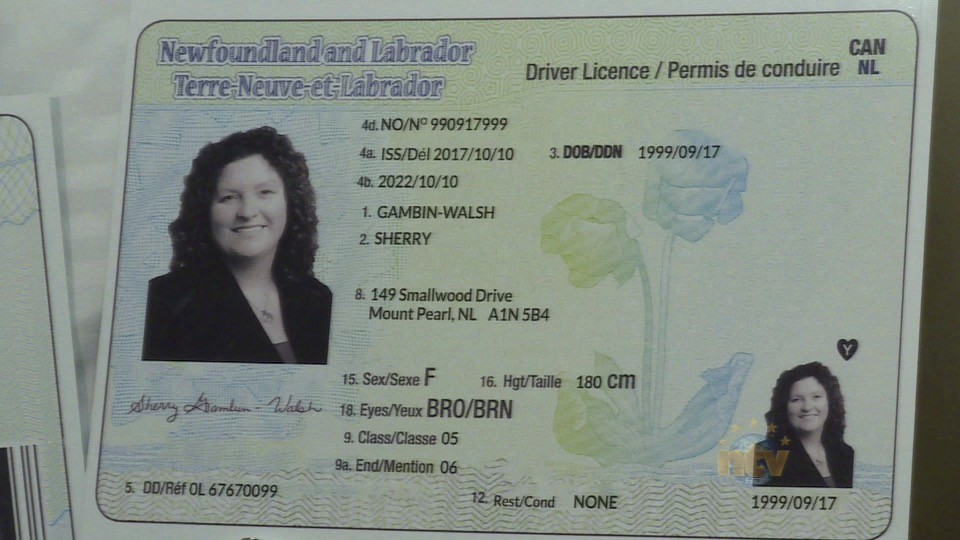 Newfoundland and Labrador
Terre-Neuve-et-Labrador
Driver Licence / Permis de conduire
CAN
NL
4d. NO/Nº 990917999
4a. ISS/Dél 2017/10/10
3. DOB/DDN 1999/09/17
4b. 2022/10/10
1. GAMBIN-WALSH
2. SHERRY
8. 149 Smallwood Drive
Mount Pearl, NL A1N 5B4
Y
15. Sex/Sexe F
16. Hgt/Taille 180 cm
Sherry Gambin-Walsh
18. Eyes/Yeux BRO/BRN
9. Class/Classe 05
9a. End/Mention 06
ntv
5. DD/Réf OL 67670099
12. Rest/Cond NONE
1999/09/17